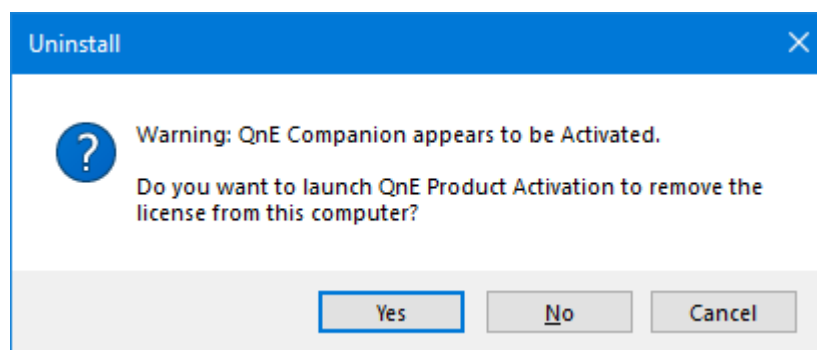 Uninstall
Warning: QnE Companion appears to be Activated.
Do you want to launch QnE Product Activation to remove the
license from this computer?
Yes
No
Cancel